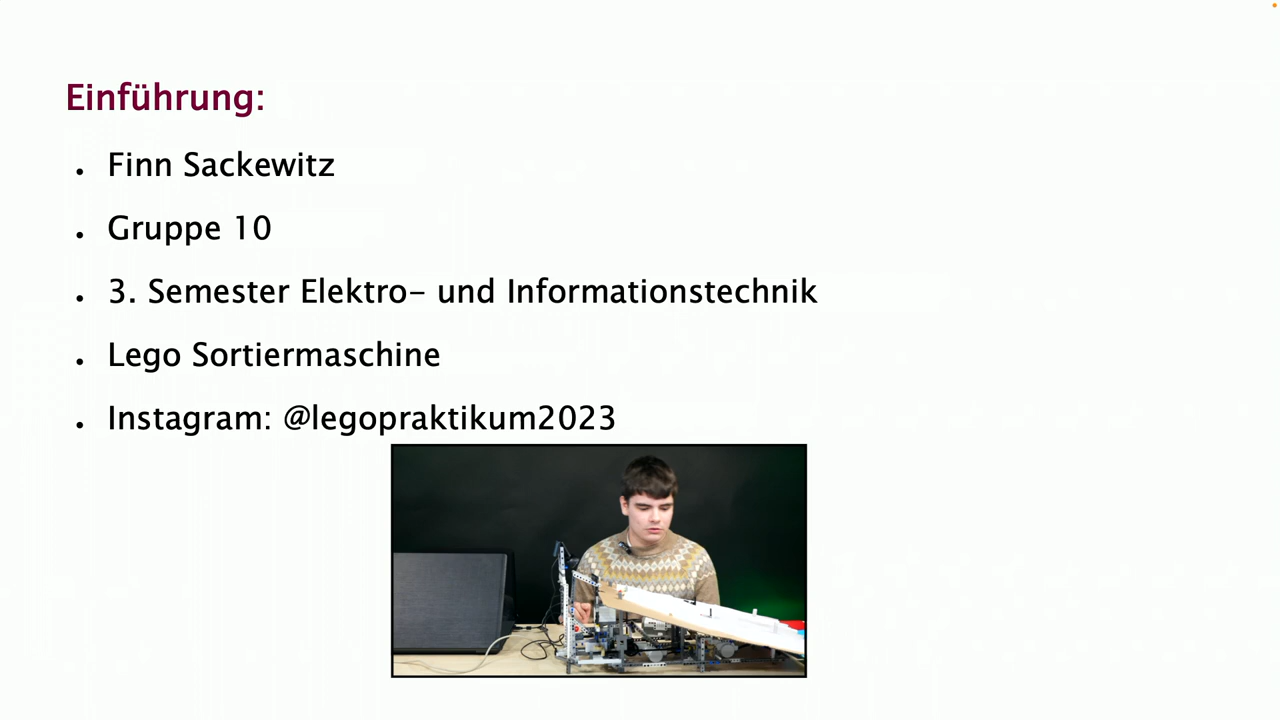 Einführung:
Finn Sackewitz
Gruppe 10
3. Semester Elektro- und Informationstechnik
Lego Sortiermaschine
Instagram: @legopraktikum2023